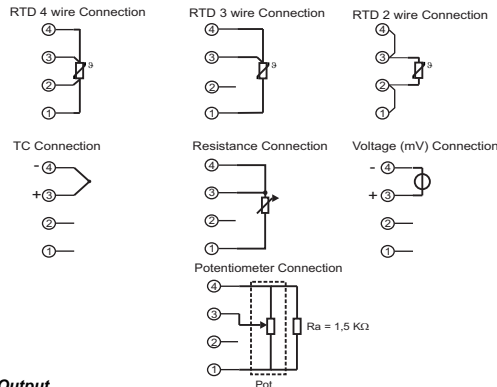 RTD 4 wire Connection
RTD 3 wire Connection
RTD 2 wire Connection
4
3
ϑ
2
1
4
3
ϑ
2
1
4
3
ϑ
2
1
TC Connection
Resistance Connection
Voltage (mV) Connection
- 4
+ 3
2
1
4
3
2
1
- 4
+ 3
2
1
Potentiometer Connection
4
3
Ra = 1,5 KΩ
2
1
Pot
Output